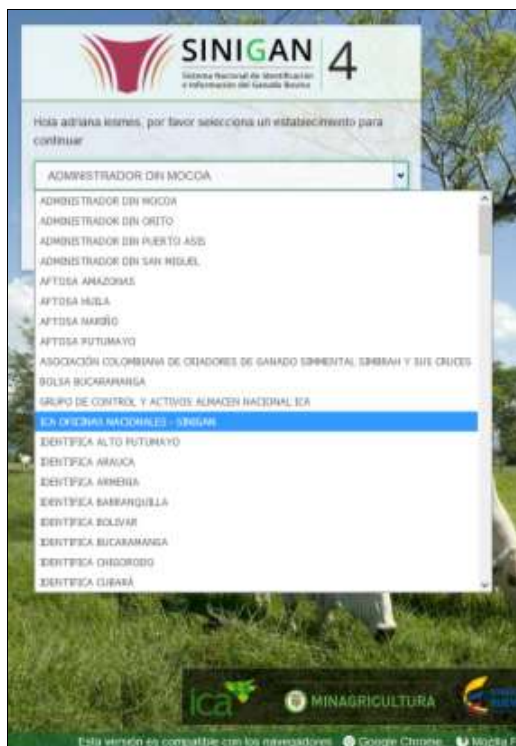 SINIGAN 4
Sistema Nacional de Identificación
e Información del Ganado Bovino
Hola adriana lesmes, por favor selecciona un establecimiento para
continuar
ADMINISTRADOR DIN MOCOA
ADMINISTRADOR DIN MOCOA
ADMINISTRADOR DIN ORITO
ADMINISTRADOR DIN PUERTO ASIS
ADMINISTRADOR DIN SAN MIGUEL
AFTOSA AMAZONAS
AFTOSA HUILA
AFTOSA NARIÑO
AFTOSA PUTUMAYO
ASOCIACIÓN COLOMBIANA DE CRIADORES DE GANADO SIMMENTAL SIMBRAH Y SUS CRUCES
BOLSA BUCARAMANGA
GRUPO DE CONTROL Y ACTIVOS ALMACEN NACIONAL ICA
ICA OFICINAS NACIONALES - SINIGAN
IDENTIFICA ALTO PUTUMAYO
IDENTIFICA ARAUCA
IDENTIFICA ARMENIA
IDENTIFICA BARRANQUILLA
IDENTIFICA BOLIVAR
IDENTIFICA BUCARAMANGA
IDENTIFICA CHIGORODO
IDENTIFICA CUBARÁ
ica MINAGRICULTURA
Esta versión es compatible con los navegadores Google Chrome Mozilla